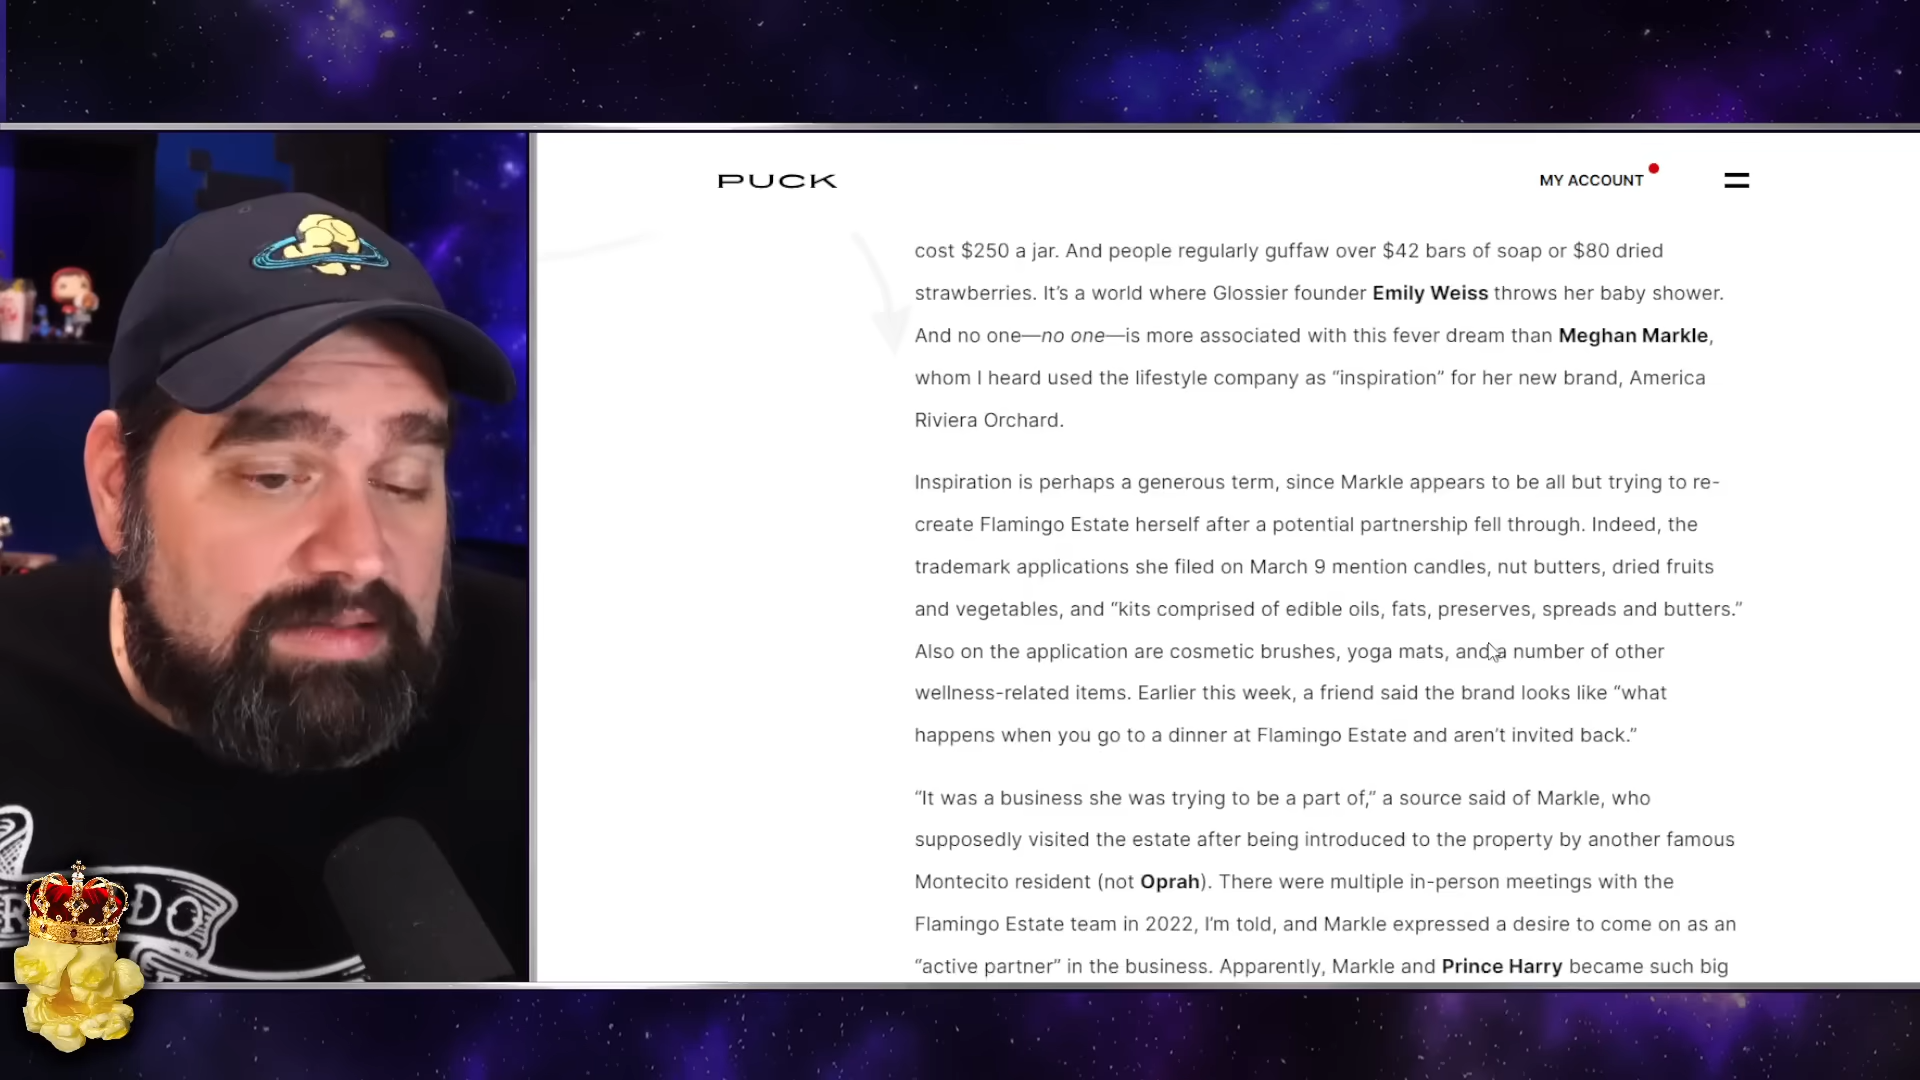 PUCK
MY ACCOUNT
cost $250 a jar. And people regularly guffaw over $42 bars of soap or $80 dried
strawberries. It’s a world where Glossier founder Emily Weiss throws her baby shower.
And no one—no one—is more associated with this fever dream than Meghan Markle,
whom I heard used the lifestyle company as “inspiration” for her new brand, America
Riviera Orchard.
Inspiration is perhaps a generous term, since Markle appears to be all but trying to re-
create Flamingo Estate herself after a potential partnership fell through. Indeed, the
trademark applications she filed on March 9 mention candles, nut butters, dried fruits
and vegetables, and “kits comprised of edible oils, fats, preserves, spreads and butters.”
Also on the application are cosmetic brushes, yoga mats, and a number of other
wellness-related items. Earlier this week, a friend said the brand looks like “what
happens when you go to a dinner at Flamingo Estate and aren’t invited back.”
“It was a business she was trying to be a part of,” a source said of Markle, who
supposedly visited the estate after being introduced to the property by another famous
Montecito resident (not Oprah). There were multiple in-person meetings with the
Flamingo Estate team in 2022, I’m told, and Markle expressed a desire to come on as an
“active partner” in the business. Apparently, Markle and Prince Harry became such big